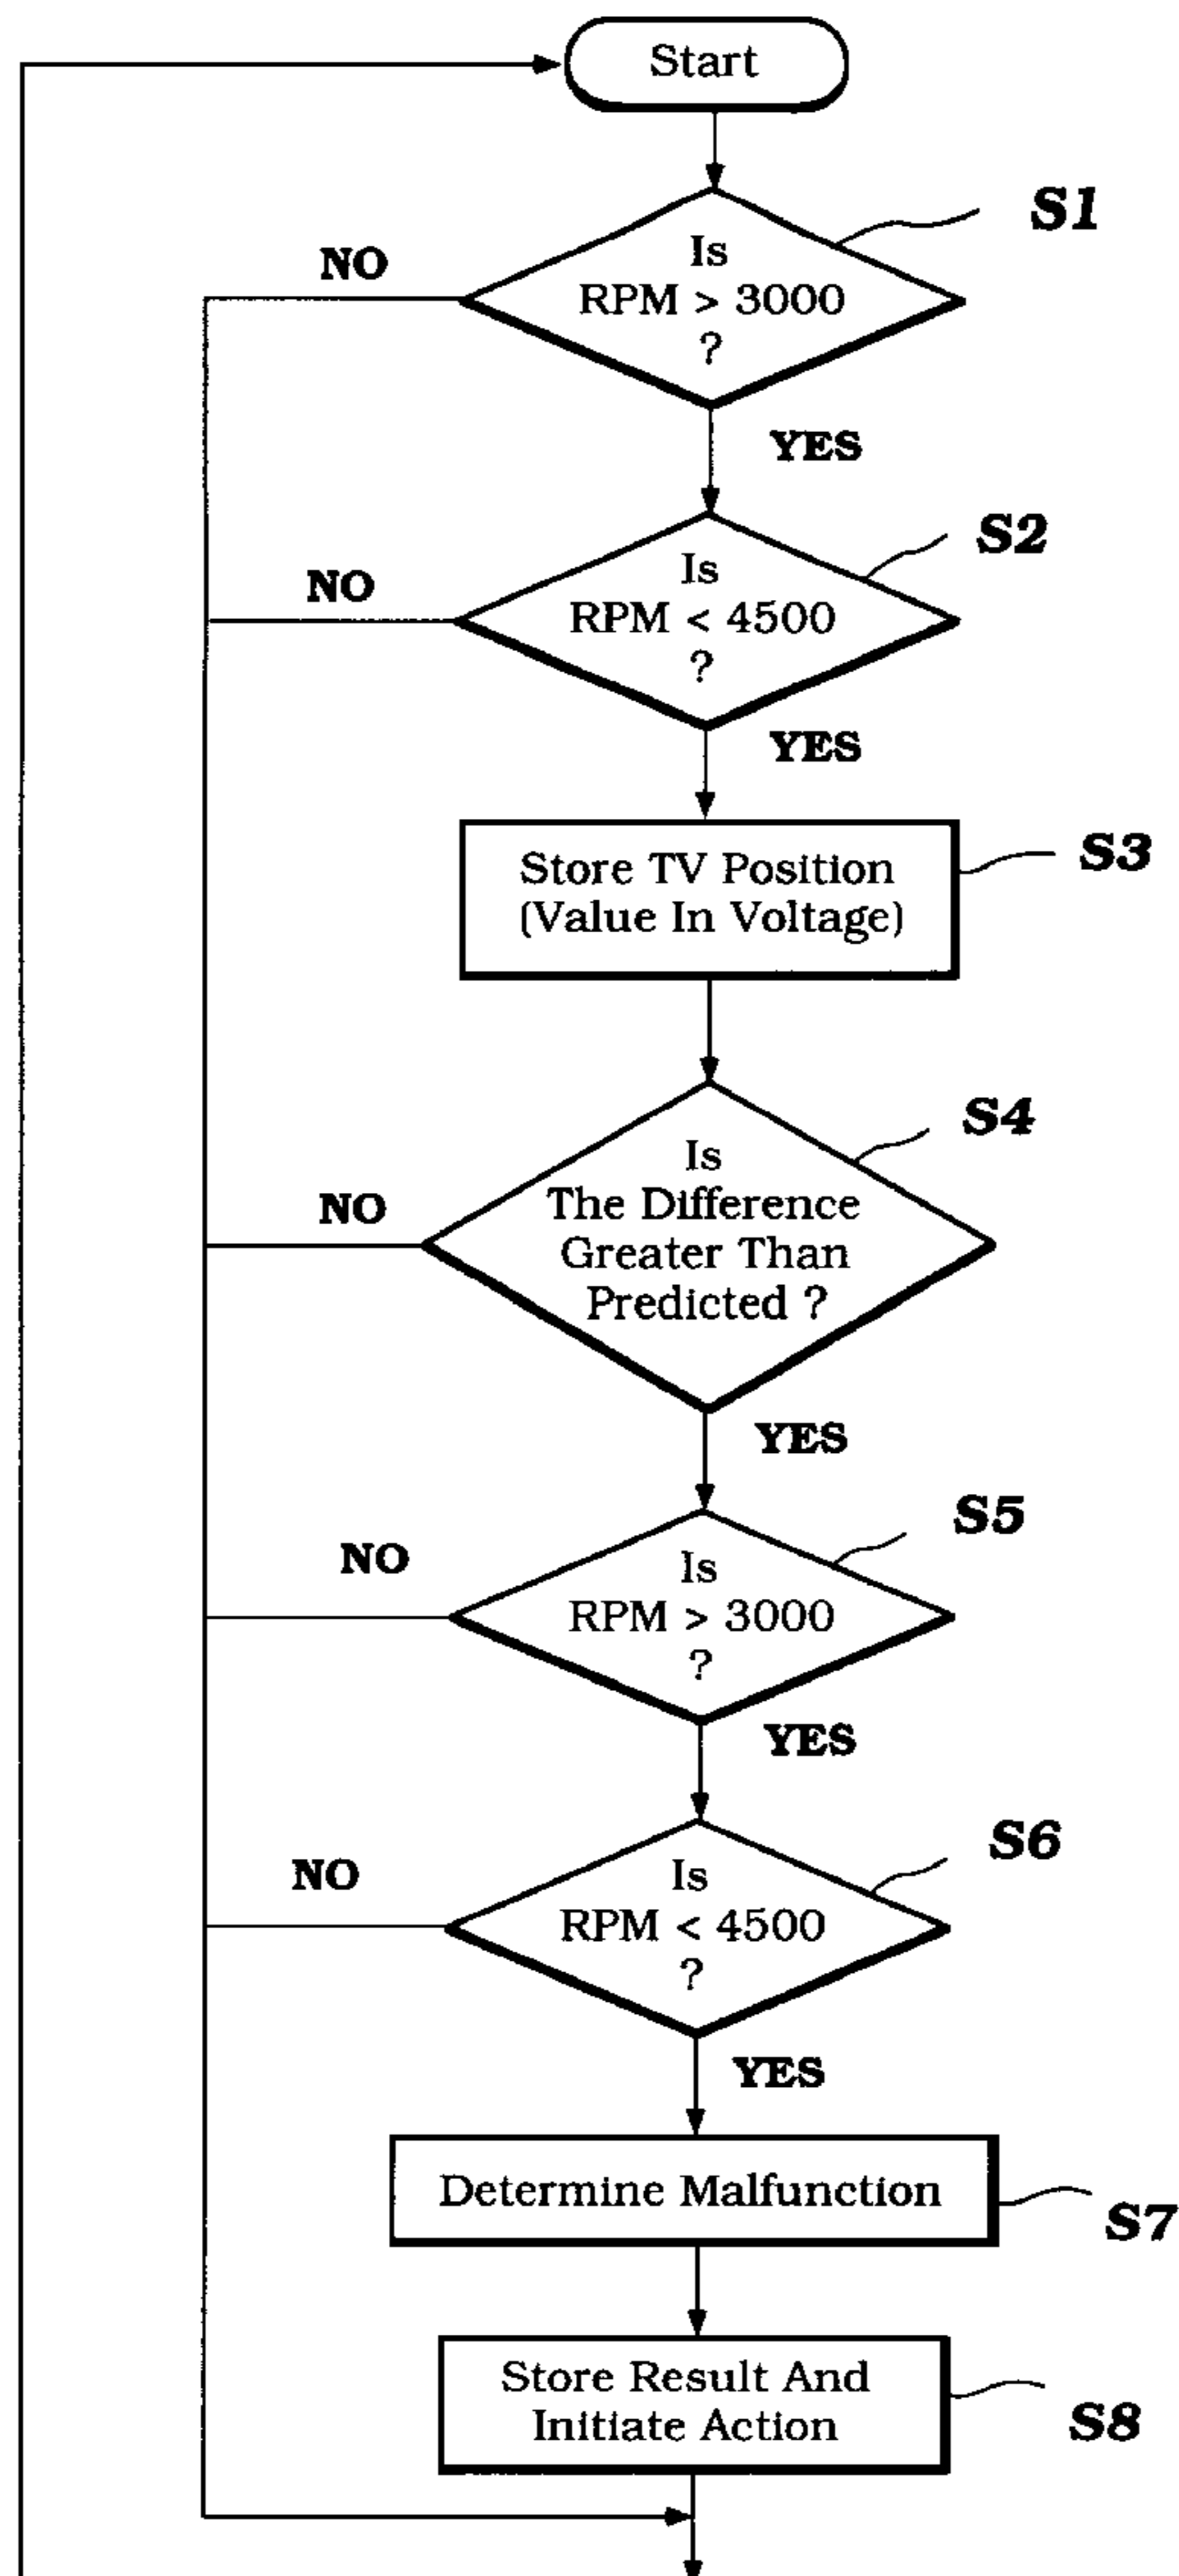 Start
S1
Is
RPM > 3000
?
NO
YES
S2
Is
RPM < 4500
?
NO
YES
S3
Store TV Position
(Value In Voltage)
S4
Is
The Difference
Greater Than
Predicted ?
NO
YES
S5
Is
RPM > 3000
?
NO
YES
S6
Is
RPM < 4500
?
NO
YES
Determine Malfunction
S7
Store Result And
Initiate Action
S8